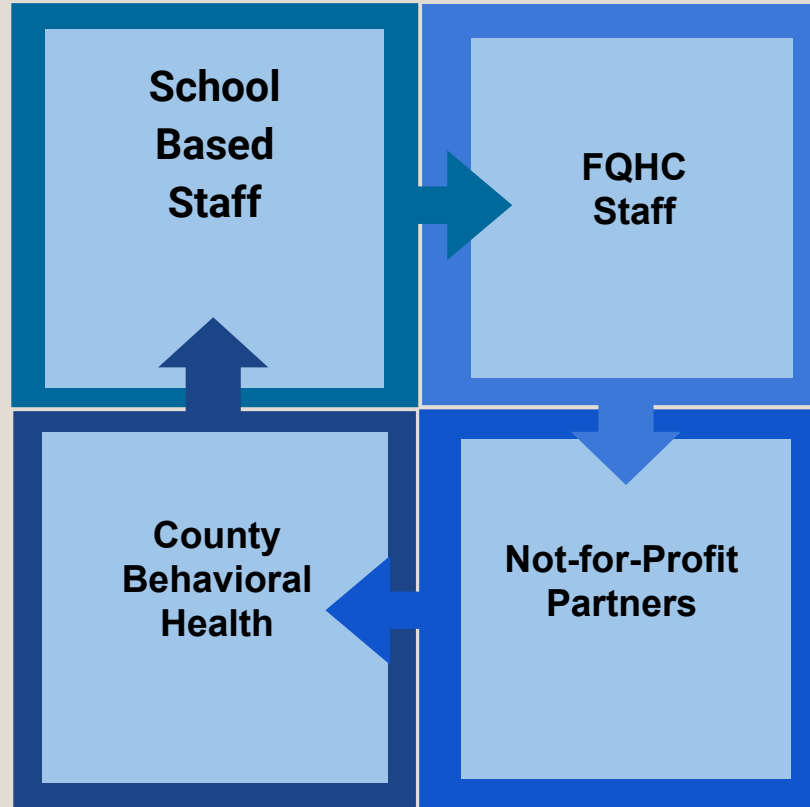 School
Based
Staff
FQHC
Staff
County
Behavioral
Health
Not-for-Profit
Partners